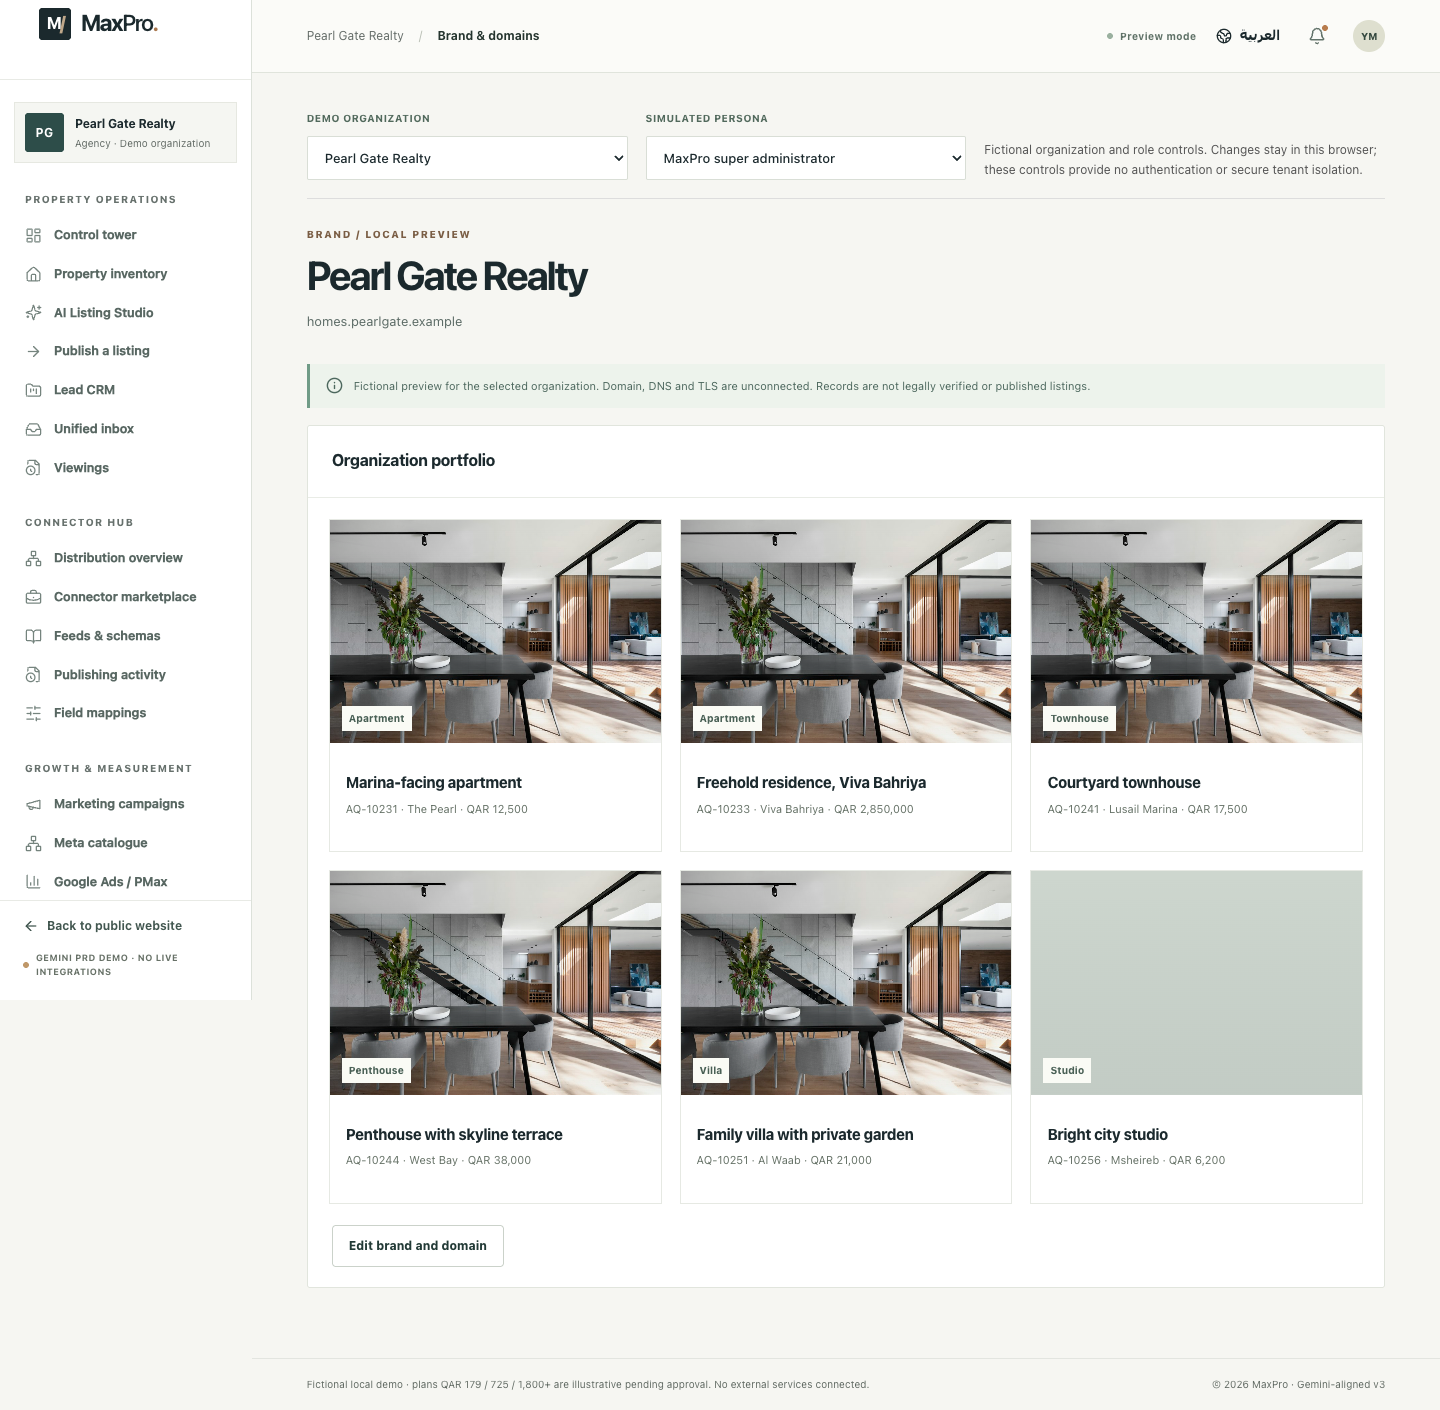 M/ MaxPro.
PG
Pearl Gate Realty
Agency · Demo organization
PROPERTY OPERATIONS
Control tower
Property inventory
AI Listing Studio
Publish a listing
Lead CRM
Unified inbox
Viewings
CONNECTOR HUB
Distribution overview
Connector marketplace
Feeds & schemas
Publishing activity
Field mappings
GROWTH & MEASUREMENT
Marketing campaigns
Meta catalogue
Google Ads / PMax
Back to public website
GEMINI PRD DEMO · NO LIVE
INTEGRATIONS
Pearl Gate Realty / Brand & domains
Preview mode
العربية
YM
DEMO ORGANIZATION
Pearl Gate Realty
SIMULATED PERSONA
MaxPro super administrator
Fictional organization and role controls. Changes stay in this browser;
these controls provide no authentication or secure tenant isolation.
BRAND / LOCAL PREVIEW
Pearl Gate Realty
homes.pearlgate.example
Fictional preview for the selected organization. Domain, DNS and TLS are unconnected. Records are not legally verified or published listings.
Organization portfolio
Apartment
Marina-facing apartment
AQ-10231 · The Pearl · QAR 12,500
Apartment
Freehold residence, Viva Bahriya
AQ-10233 · Viva Bahriya · QAR 2,850,000
Townhouse
Courtyard townhouse
AQ-10241 · Lusail Marina · QAR 17,500
Penthouse
Penthouse with skyline terrace
AQ-10244 · West Bay · QAR 38,000
Villa
Family villa with private garden
AQ-10251 · Al Waab · QAR 21,000
Studio
Bright city studio
AQ-10256 · Msheireb · QAR 6,200
Edit brand and domain
Fictional local demo · plans QAR 179 / 725 / 1,800+ are illustrative pending approval. No external services connected.
© 2026 MaxPro · Gemini-aligned v3